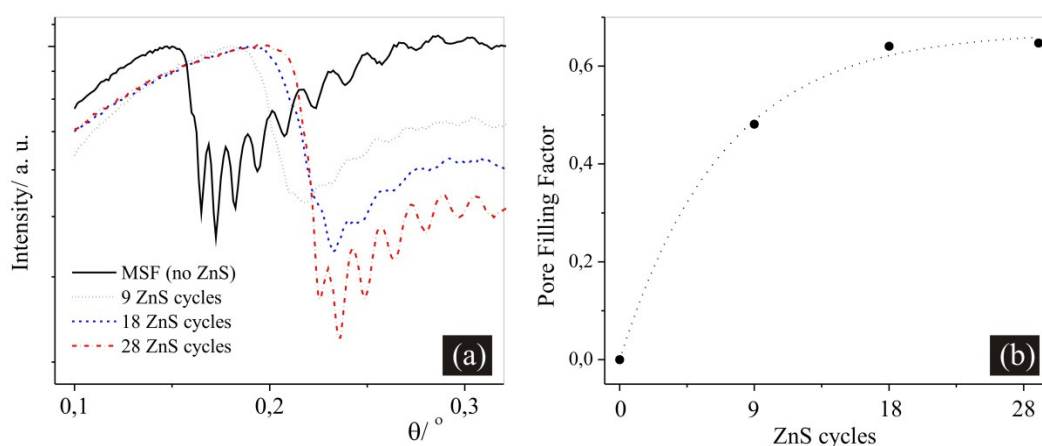 Intensity/ a. u.
MSF (no ZnS)
9 ZnS cycles
18 ZnS cycles
28 ZnS cycles
(a)
0,1
0,2
0,3
θ/ °
Pore Filling Factor
0,6
0,4
0,2
0,0
(b)
0
9
18
28
ZnS cycles